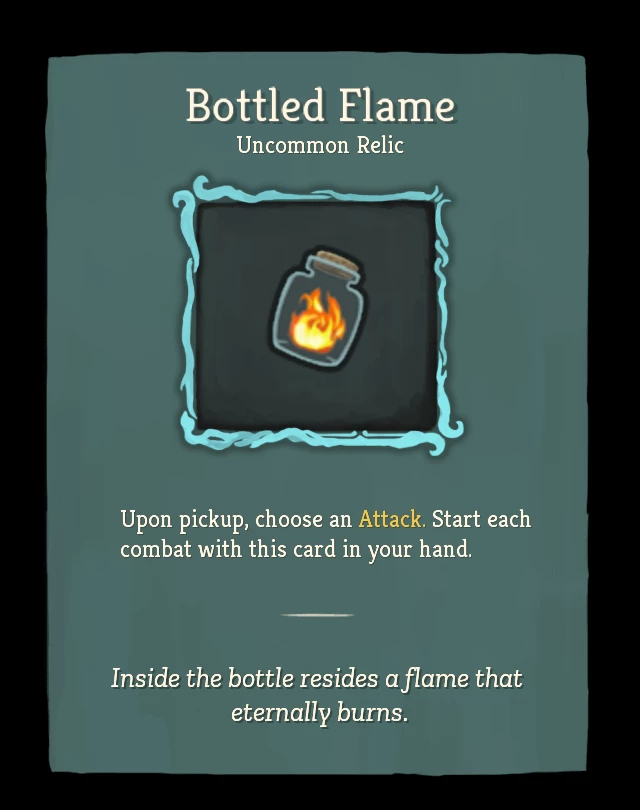 Bottled Flame
Uncommon Relic
Upon pickup, choose an Attack. Start each
combat with this card in your hand.
Inside the bottle resides a flame that
eternally burns.